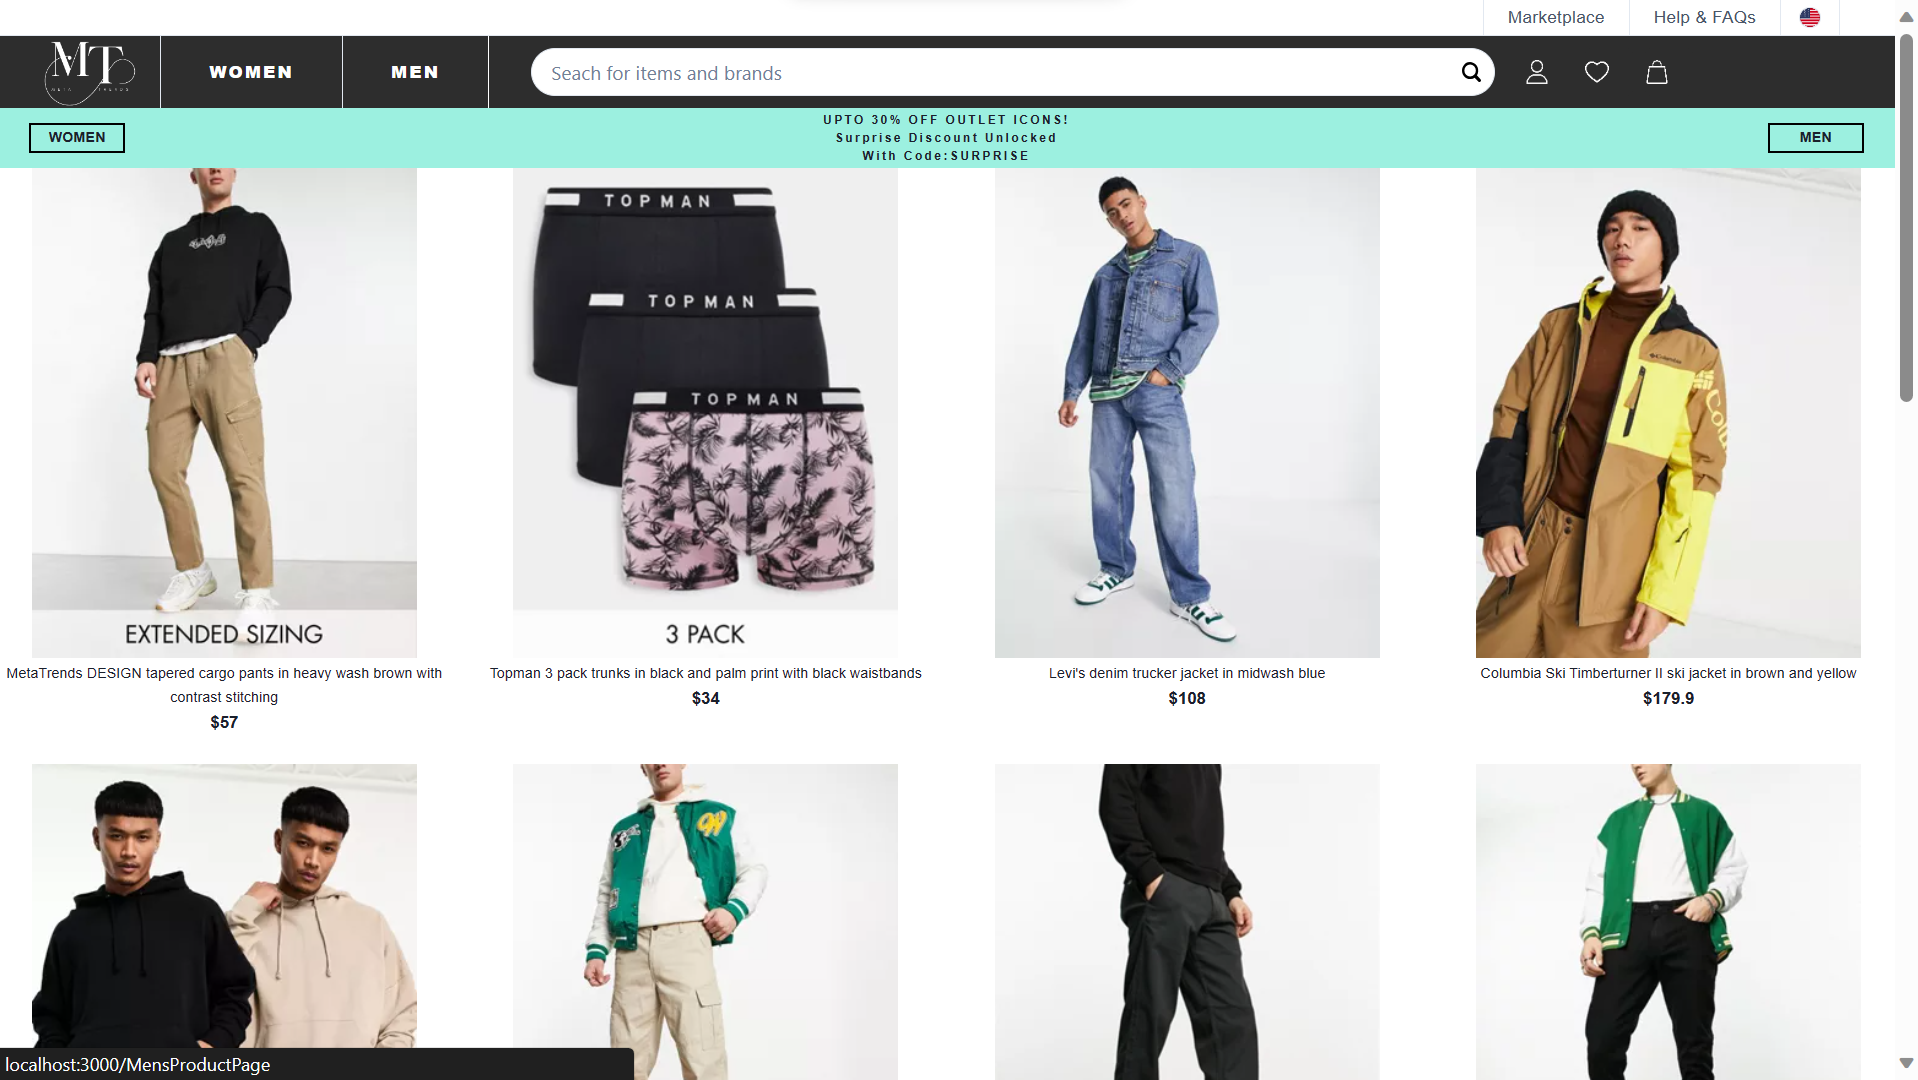 Marketplace
Help & FAQs
MT
META TRENDS
WOMEN
MEN
Seach for items and brands
WOMEN
UPTO 30% OFF OUTLET ICONS!
Surprise Discount Unlocked
With Code:SURPRISE
MEN
TOPMAN
TOPMAN
TOPMAN
Columbia
EXTENDED SIZING
3 PACK
MetaTrends DESIGN tapered cargo pants in heavy wash brown with
contrast stitching
$57
Topman 3 pack trunks in black and palm print with black waistbands
$34
Levi's denim trucker jacket in midwash blue
$108
Columbia Ski Timberturner II ski jacket in brown and yellow
$179.9
localhost:3000/MensProductPage